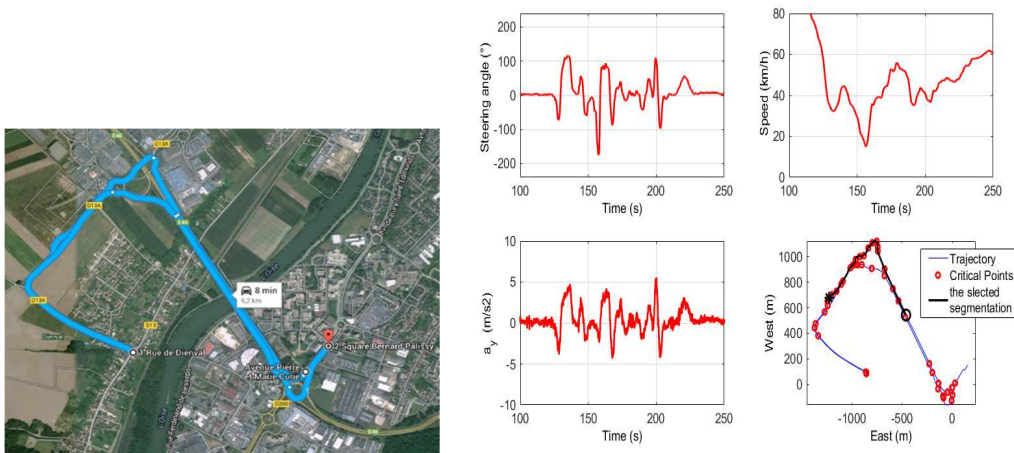 E 46
D13A
D13A
E 46
8 min
6,2 km
D13A
Dienval
D13
1 Rue de Dienval
2 Square Bernard Palissy
Avenue Pierre
et Marie Curie
D200
Steering angle (°)
200
100
0
-100
-200
100
150
200
250
Time (s)
Speed (km/h)
80
60
40
20
0
100
150
200
250
Time (s)
a_y (m/s2)
10
5
0
-5
-10
100
150
200
250
Time (s)
West (m)
1200
1000
800
600
400
200
0
-1000
-500
0
East (m)
Trajectory
Critical Points
the slected
segmentation